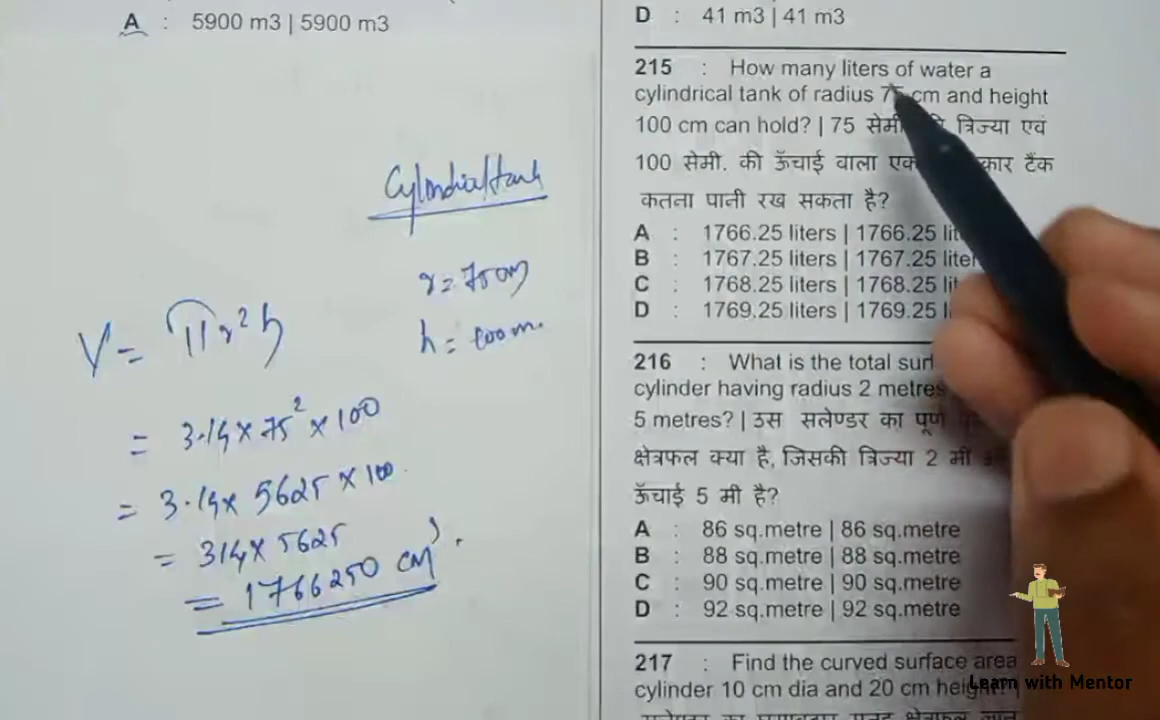 A : 5900 m3 | 5900 m3
Cylindrical tank
r = 75 cm
h = 100 m.
V = πr²h
= 3.14 x 75² x 100
= 3.14 x 5625 x 100
= 314 x 5625
= 1766250 cm³.
D : 41 m3 | 41 m3
215 : How many liters of water a
cylindrical tank of radius 75 cm and height
100 cm can hold? | 75 सेमी. त्रिज्या एवं
100 सेमी. की ऊँचाई वाला टैंक
कतना पानी रख सकता है?
A : 1766.25 liters | 1766.25
B : 1767.25 liters | 1767.25 liter
C : 1768.25 liters | 1768.25
D : 1769.25 liters | 1769.25
216 : What is the total
cylinder having radius 2 metres
5 metres? | उस सलेण्डर का पूर्ण
क्षेत्रफल क्या है, जिसकी त्रिज्या 2 मी
ऊँचाई 5 मी है?
A : 86 sq.metre | 86 sq.metre
B : 88 sq.metre | 88 sq.metre
C : 90 sq.metre | 90 sq.metre
D : 92 sq.metre | 92 sq.metre
217 : Find the curved surface area
cylinder 10 cm dia and 20 cm height? |
Learn with Mentor